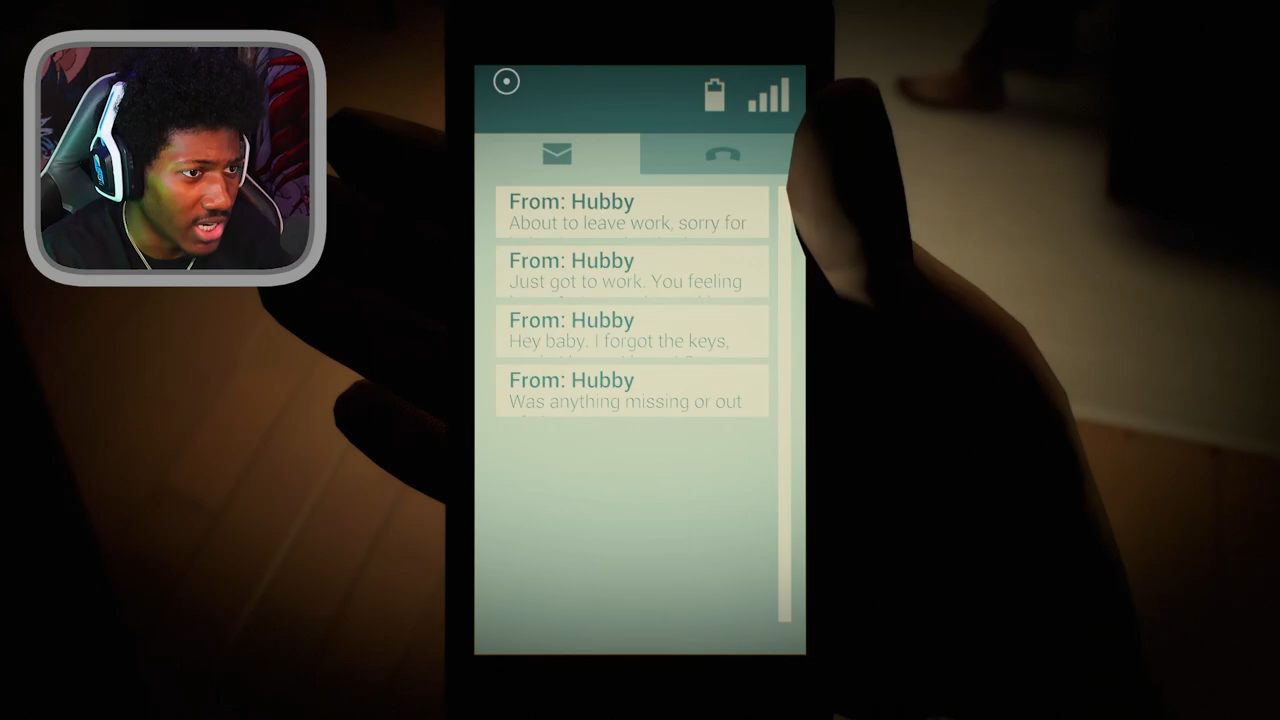 From: Hubby
About to leave work, sorry for
From: Hubby
Just got to work. You feeling
From: Hubby
Hey baby. I forgot the keys,
From: Hubby
Was anything missing or out